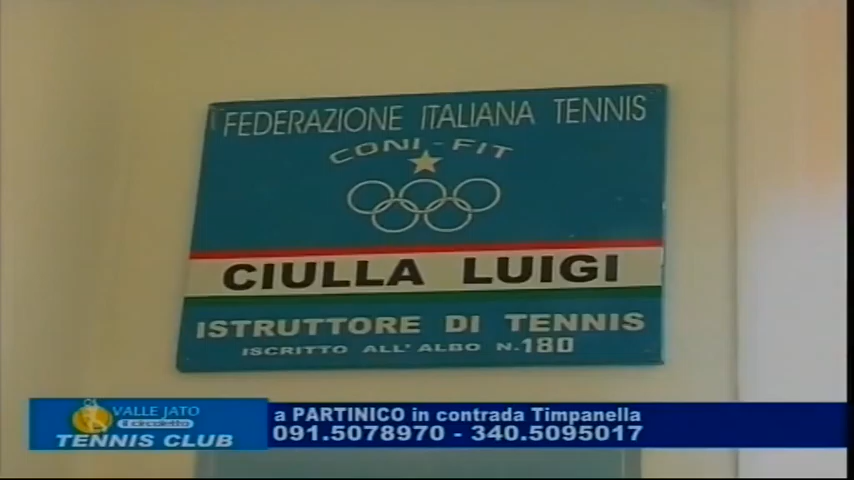 FEDERAZIONE ITALIANA TENNIS
CONI - FIT
CIULLA LUIGI
ISTRUTTORE DI TENNIS
ISCRITTO ALL' ALBO N. 180
VALLE JATO
il circoletto
TENNIS CLUB
a PARTINICO in contrada Timpanella
091.5078970 - 340.5095017